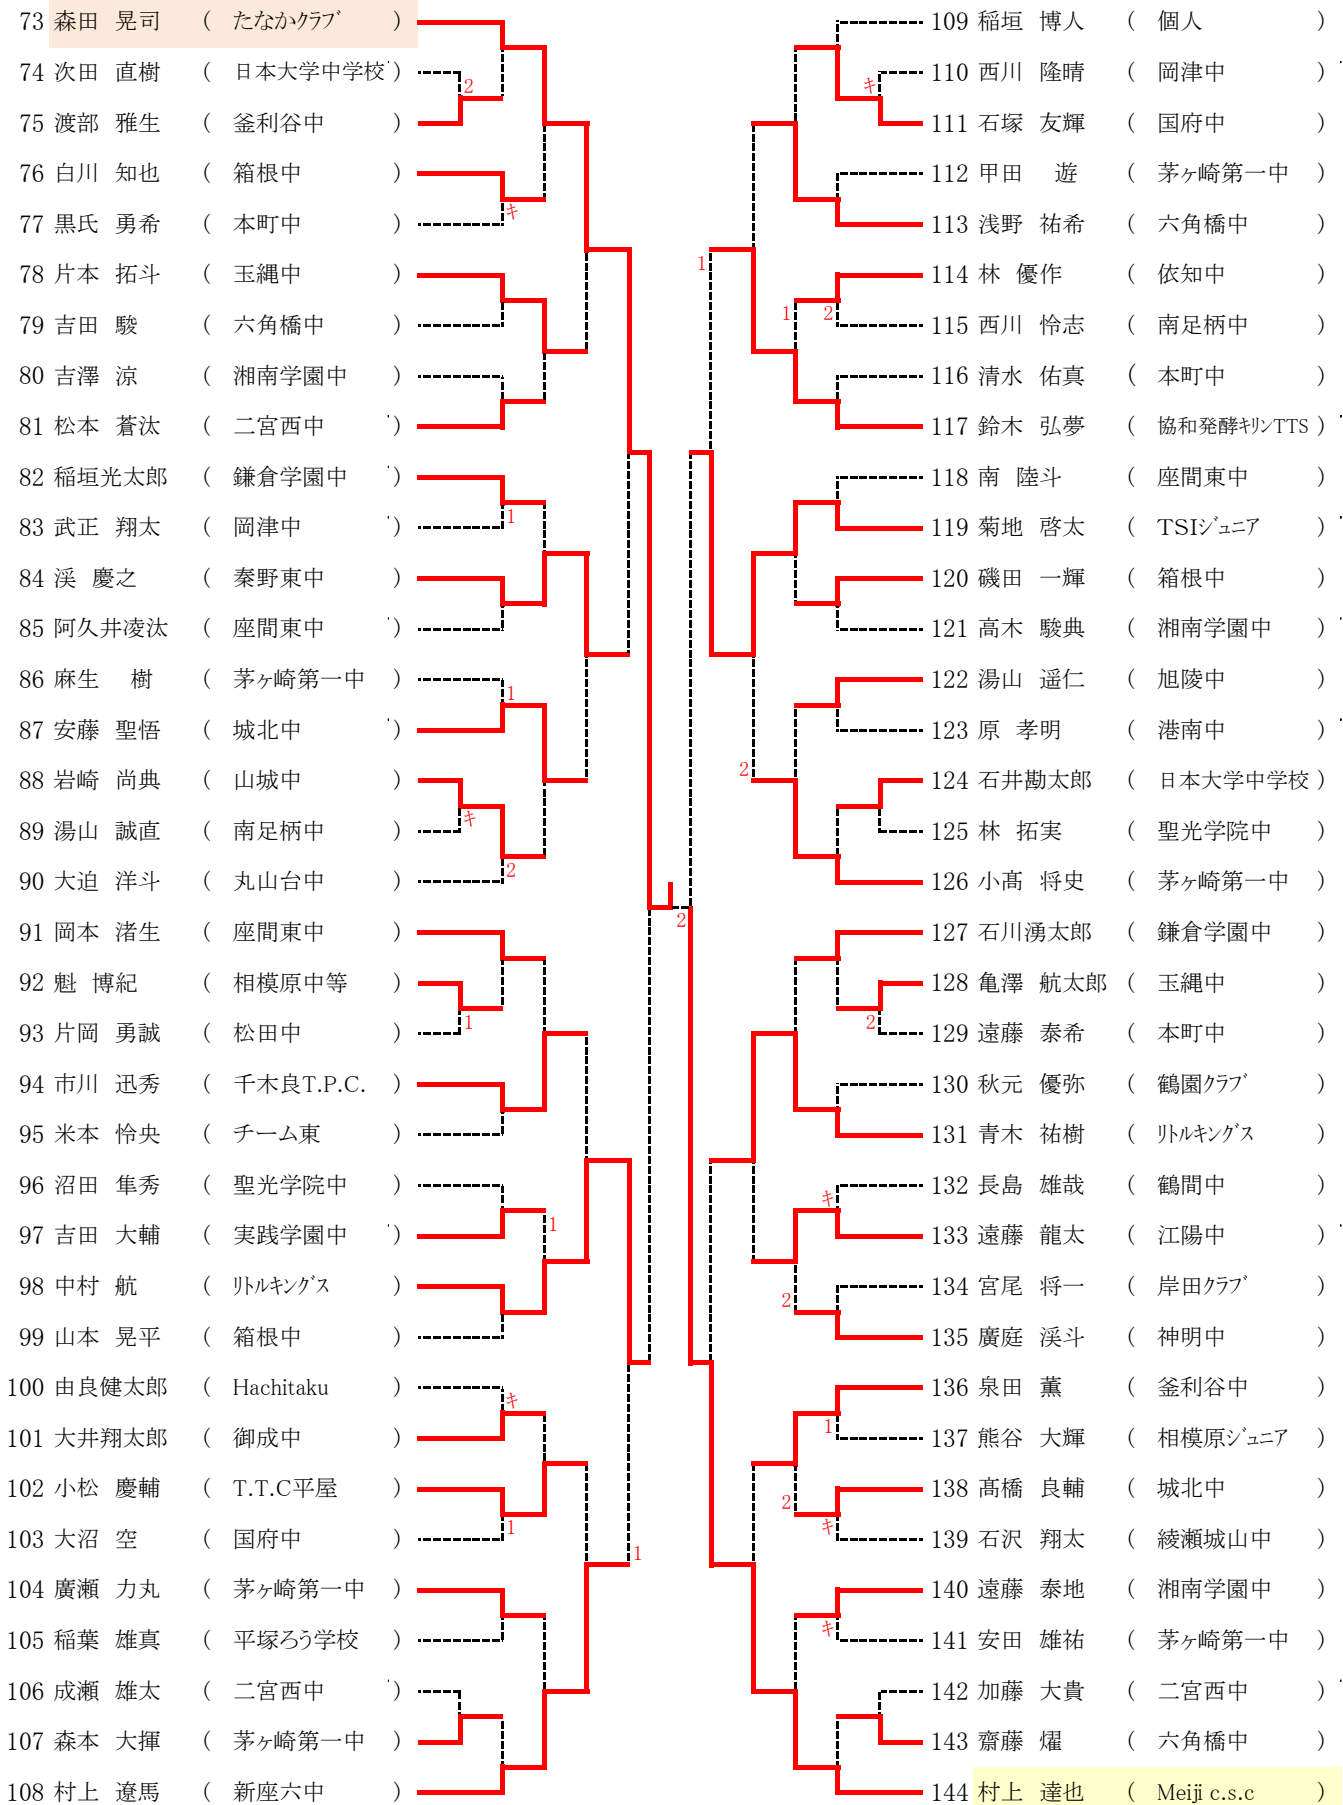 73 森田 晃司 ( たなかクラブ )
74 次田 直樹 ( 日本大学中学校 )
2
75 渡部 雅生 ( 釜利谷中 )
76 白川 知也 ( 箱根中 )
キ
77 黒氏 勇希 ( 本町中 )
78 片本 拓斗 ( 玉縄中 )
79 吉田 駿 ( 六角橋中 )
80 吉澤 涼 ( 湘南学園中 )
81 松本 蒼汰 ( 二宮西中 )
82 稲垣光太郎 ( 鎌倉学園中 )
1
83 武正 翔太 ( 岡津中 )
84 渓 慶之 ( 秦野東中 )
85 阿久井凌汰 ( 座間東中 )
86 麻生 樹 ( 茅ヶ崎第一中 )
1
87 安藤 聖悟 ( 城北中 )
88 岩崎 尚典 ( 山城中 )
キ
89 湯山 誠直 ( 南足柄中 )
2
90 大迫 洋斗 ( 丸山台中 )
91 岡本 渚生 ( 座間東中 )
92 魁 博紀 ( 相模原中等 )
1
93 片岡 勇誠 ( 松田中 )
94 市川 迅秀 ( 千木良T.P.C. )
95 米本 怜央 ( チーム東 )
96 沼田 隼秀 ( 聖光学院中 )
1
97 吉田 大輔 ( 実践学園中 )
98 中村 航 ( リトルキングス )
99 山本 晃平 ( 箱根中 )
100 由良健太郎 ( Hachitaku )
キ
101 大井翔太郎 ( 御成中 )
102 小松 慶輔 ( T.T.C平屋 )
1
103 大沼 空 ( 国府中 )
1
104 廣瀬 力丸 ( 茅ヶ崎第一中 )
105 稲葉 雄真 ( 平塚ろう学校 )
106 成瀬 雄太 ( 二宮西中 )
107 森本 大揮 ( 茅ヶ崎第一中 )
108 村上 遼馬 ( 新座六中 )
2
109 稲垣 博人 ( 個人 )
110 西川 隆晴 ( 岡津中 )
キ
111 石塚 友輝 ( 国府中 )
112 甲田 遊 ( 茅ヶ崎第一中 )
113 浅野 祐希 ( 六角橋中 )
1
114 林 優作 ( 依知中 )
1 2
115 西川 怜志 ( 南足柄中 )
116 清水 佑真 ( 本町中 )
117 鈴木 弘夢 ( 協和発酵キリンTTS )
118 南 陸斗 ( 座間東中 )
119 菊地 啓太 ( TSIジュニア )
120 磯田 一輝 ( 箱根中 )
121 高木 駿典 ( 湘南学園中 )
122 湯山 遥仁 ( 旭陵中 )
123 原 孝明 ( 港南中 )
2
124 石井勘太郎 ( 日本大学中学校 )
125 林 拓実 ( 聖光学院中 )
126 小髙 将史 ( 茅ヶ崎第一中 )
127 石川湧太郎 ( 鎌倉学園中 )
128 亀澤 航太郎 ( 玉縄中 )
2
129 遠藤 泰希 ( 本町中 )
130 秋元 優弥 ( 鶴園クラブ )
131 青木 祐樹 ( リトルキングス )
132 長島 雄哉 ( 鶴間中 )
キ
133 遠藤 龍太 ( 江陽中 )
134 宮尾 将一 ( 岸田クラブ )
2
135 廣庭 渓斗 ( 神明中 )
136 泉田 薫 ( 釜利谷中 )
1
137 熊谷 大輝 ( 相模原ジュニア )
138 髙橋 良輔 ( 城北中 )
2
キ
139 石沢 翔太 ( 綾瀬城山中 )
140 遠藤 泰地 ( 湘南学園中 )
キ
141 安田 雄祐 ( 茅ヶ崎第一中 )
142 加藤 大貴 ( 二宮西中 )
143 齋藤 燿 ( 六角橋中 )
144 村上 達也 ( Meiji c.s.c )